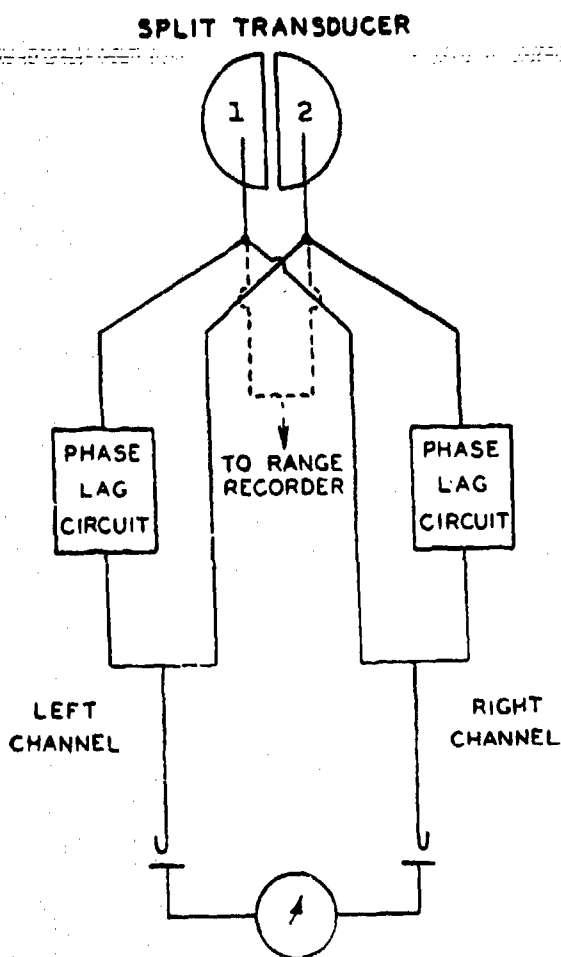 SPLIT TRANSDUCER
1 2
PHASE
LAG
CIRCUIT
TO RANGE
RECORDER
PHASE
LAG
CIRCUIT
LEFT
CHANNEL
RIGHT
CHANNEL